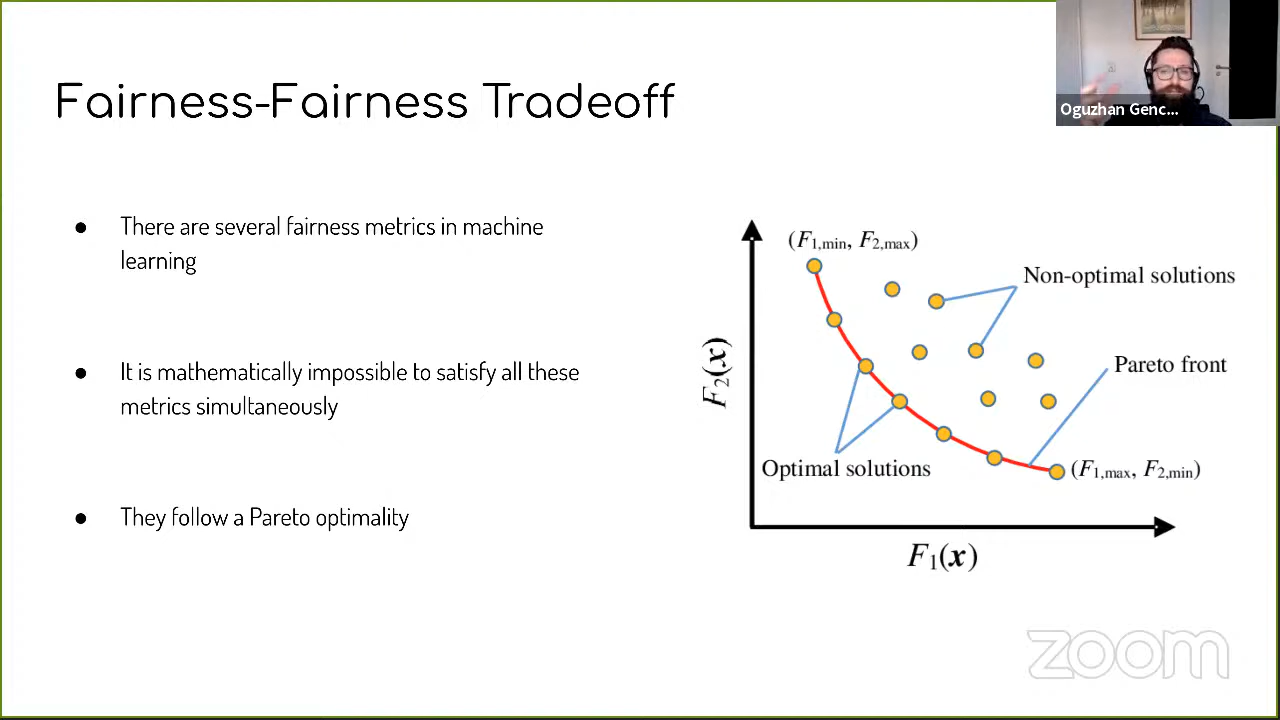 Fairness-Fairness Tradeoff
Oguzhan Genc...
● There are several fairness metrics in machine
learning
● It is mathematically impossible to satisfy all these
metrics simultaneously
● They follow a Pareto optimality
(F1,min, F2,max)
Non-optimal solutions
Pareto front
F2(x)
Optimal solutions
(F1,max, F2,min)
F1(x)
zoom